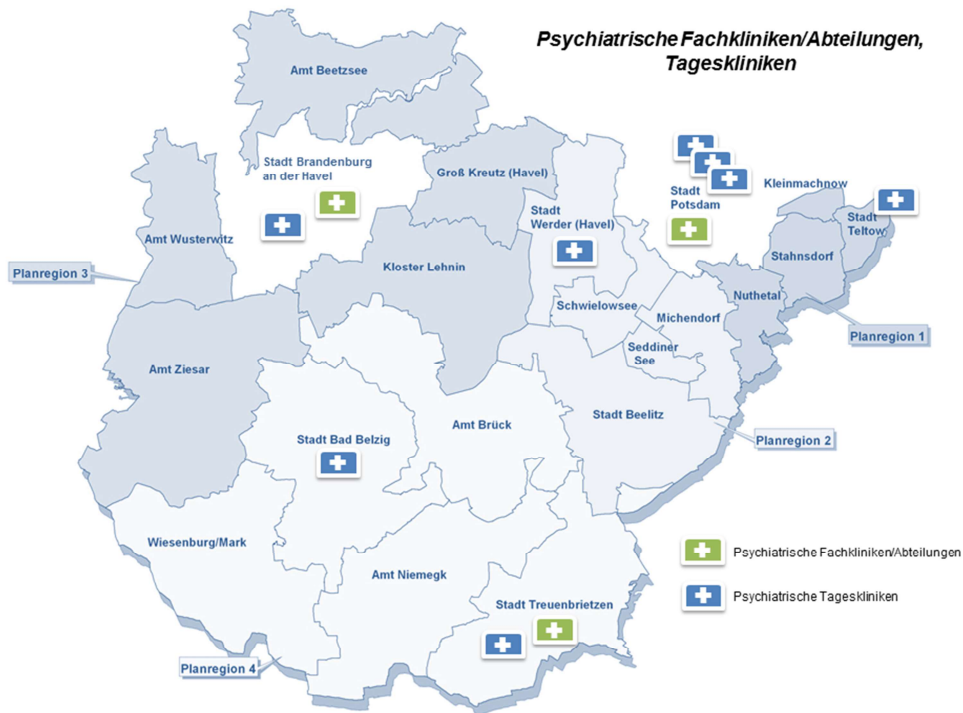 Psychiatrische Fachkliniken/Abteilungen,
Tageskliniken
Amt Beetzsee
Stadt Brandenburg
an der Havel
Groß Kreutz (Havel)
Stadt
Werder (Havel)
Stadt
Potsdam
Kleinmachnow
Stadt
Teltow
Amt Wusterwitz
Stahnsdorf
Planregion 3
Kloster Lehnin
Nuthetal
Schwielowsee
Michendorf
Planregion 1
Seddiner
See
Amt Ziesar
Stadt Beelitz
Amt Brück
Stadt Bad Belzig
Planregion 2
Wiesenburg/Mark
Psychiatrische Fachkliniken/Abteilungen
Amt Niemegk
Psychiatrische Tageskliniken
Stadt Treuenbrietzen
Planregion 4